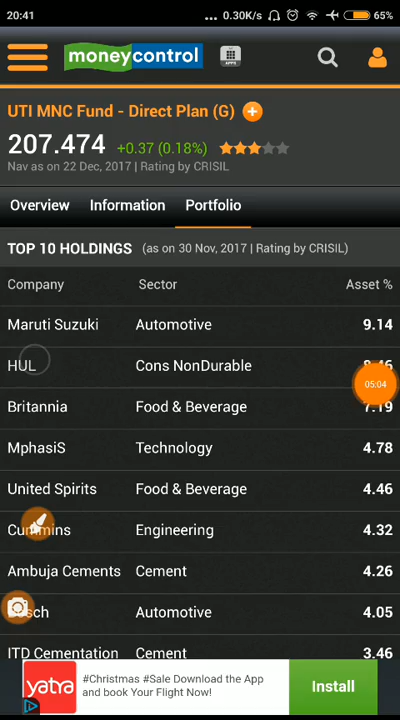 20:41 ... 0.30K/s 65%
moneycontrol APPS
UTI MNC Fund - Direct Plan (G)
207.474 +0.37 (0.18%)
Nav as on 22 Dec, 2017 | Rating by CRISIL
Overview Information Portfolio
TOP 10 HOLDINGS (as on 30 Nov, 2017 | Rating by CRISIL)
Company Sector Asset %
Maruti Suzuki Automotive 9.14
HUL Cons NonDurable
05:04
Britannia Food & Beverage 7.19
MphasiS Technology 4.78
United Spirits Food & Beverage 4.46
Cummins Engineering 4.32
Ambuja Cements Cement 4.26
Automotive 4.05
ITD Cementation Cement 3.46
yatra #Christmas #Sale Download the App
and book Your Flight Now!
Install